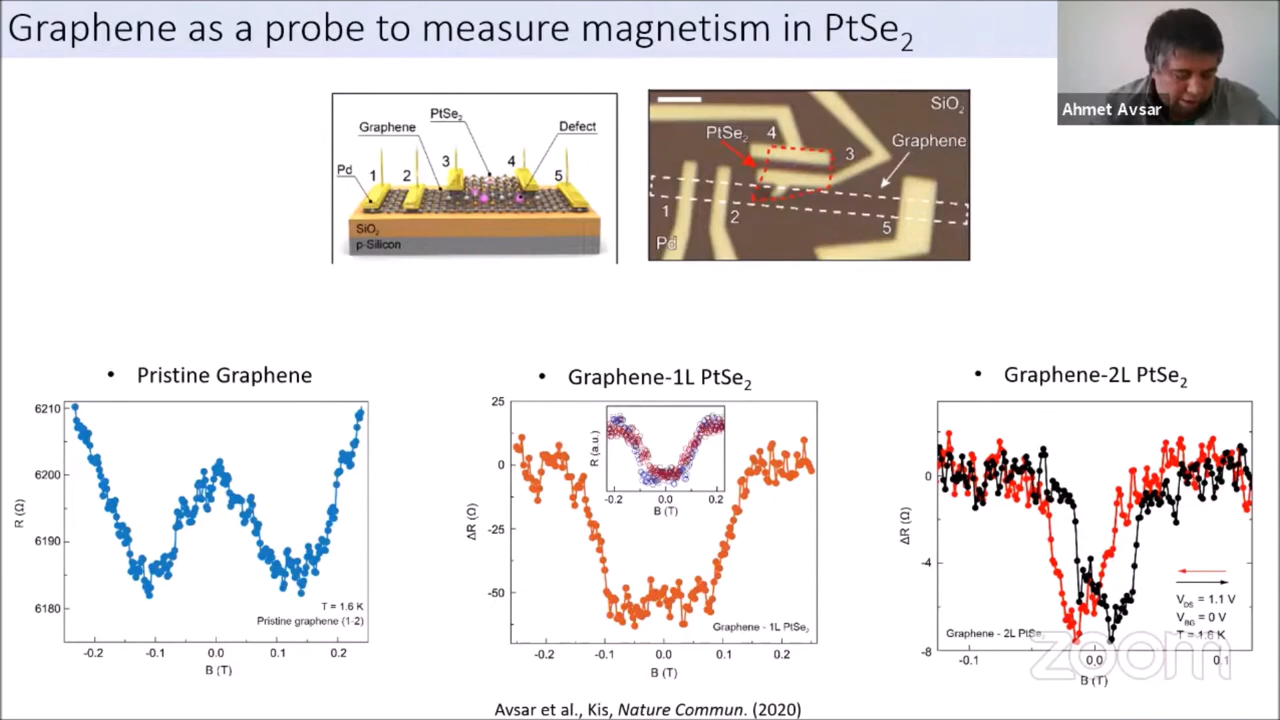 Graphene as a probe to measure magnetism in PtSe2
Ahmet Avsar
PtSe2
Graphene
Defect
Pd
1
2
3
4
5
SiO2
p-Silicon
SiO2
PtSe2
4
3
Graphene
1
2
5
Pd
• Pristine Graphene
• Graphene-1L PtSe2
• Graphene-2L PtSe2
6210
6200
6190
6180
R (Ω)
-0.2
-0.1
0.0
0.1
0.2
B (T)
T = 1.6 K
Pristine graphene (1-2)
25
0
-25
-50
ΔR (Ω)
-0.2
0.0
0.2
B (T)
R (a.u.)
-0.2
-0.1
0.0
0.1
0.2
B (T)
Graphene - 1L PtSe2
0
-4
-8
ΔR (Ω)
-0.1
0.0
0.1
B (T)
VDS = 1.1 V
VBG = 0 V
T = 1.6 K
Graphene - 2L PtSe2
zoom
Avsar et al., Kis, Nature Commun. (2020)